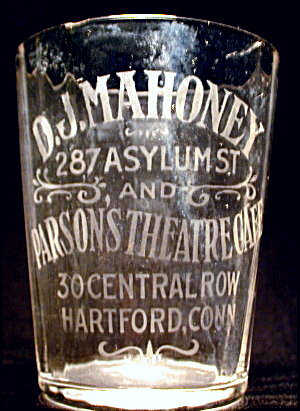 D.J. MAHONEY
287 ASYLUM ST
AND
PARSONS THEATRE CAFE
30 CENTRAL ROW
HARTFORD, CONN